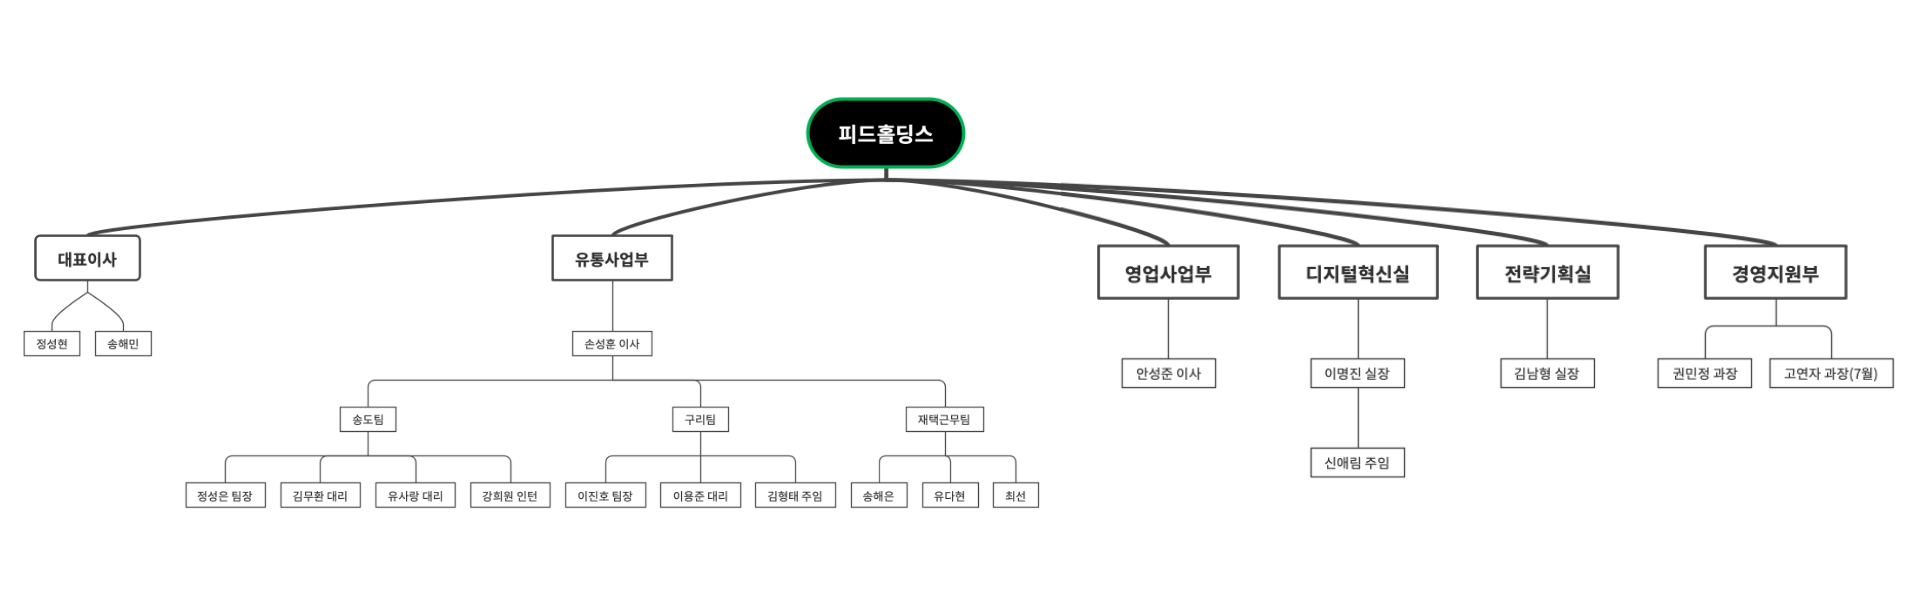 피드홀딩스
대표이사
유통사업부
영업사업부
디지털혁신실
전략기획실
경영지원부
정성현
송해민
손성훈 이사
안성준 이사
이명진 실장
김남형 실장
권민정 과장
고연자 과장(7월)
송도팀
구리팀
재택근무팀
신애림 주임
정성은 팀장
김무환 대리
유사랑 대리
강희원 인턴
이진호 팀장
이용준 대리
김형태 주임
송해은
유다현
최선